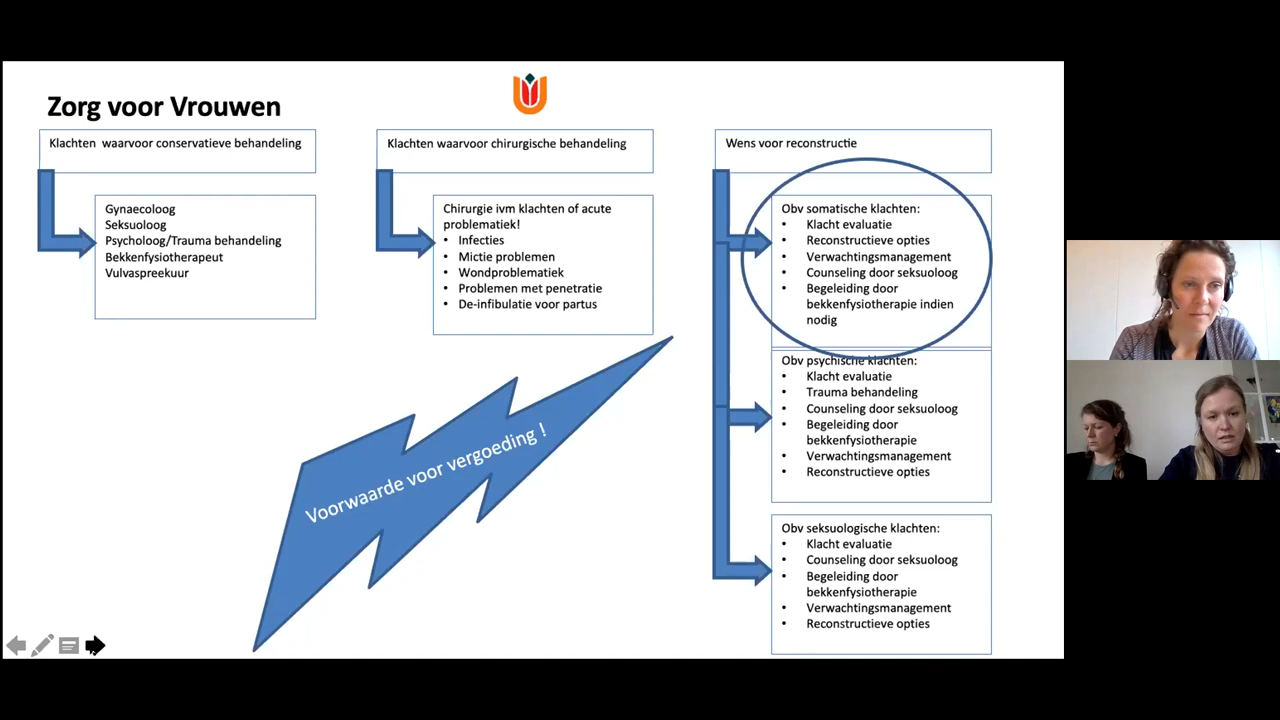 Zorg voor Vrouwen
Klachten waarvoor conservatieve behandeling
Gynaecoloog
Seksuoloog
Psycholoog/Trauma behandeling
Bekkenfysiotherapeut
Vulvaspreekuur
Klachten waarvoor chirurgische behandeling
Chirurgie ivm klachten of acute
problematiek!
• Infecties
• Mictie problemen
• Wondproblematiek
• Problemen met penetratie
• De-infibulatie voor partus
Wens voor reconstructie
Obv somatische klachten:
• Klacht evaluatie
• Reconstructieve opties
• Verwachtingsmanagement
• Counseling door seksuoloog
• Begeleiding door
bekkenfysiotherapie indien
nodig
Obv psychische klachten:
• Klacht evaluatie
• Trauma behandeling
• Counseling door seksuoloog
• Begeleiding door
bekkenfysiotherapie
• Verwachtingsmanagement
• Reconstructieve opties
Obv seksuologische klachten:
• Klacht evaluatie
• Counseling door seksuoloog
• Begeleiding door
bekkenfysiotherapie
• Verwachtingsmanagement
• Reconstructieve opties
Voorwaarde voor vergoeding !